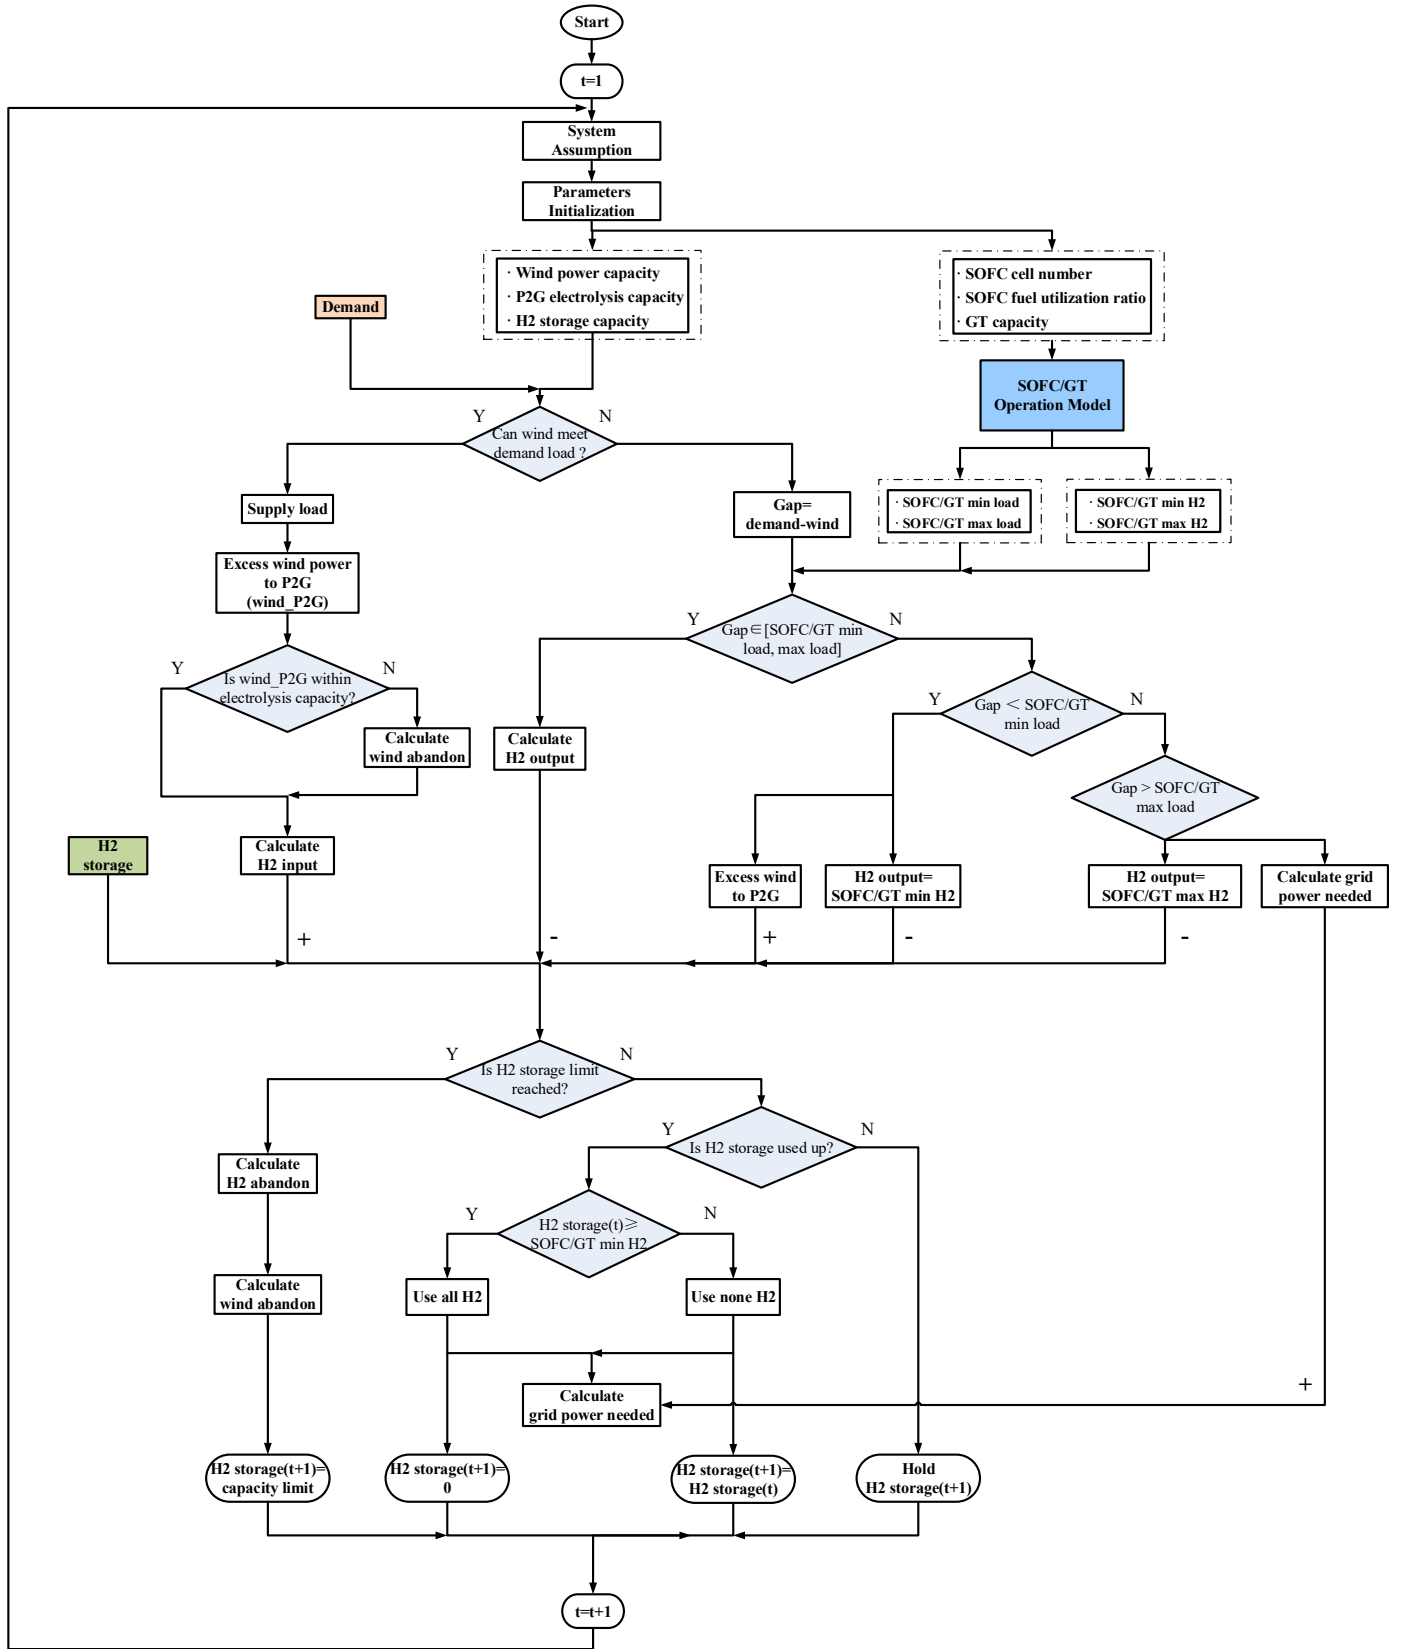 Start
t=1
System
Assumption
Parameters
Initialization
· Wind power capacity
· P2G electrolysis capacity
· H2 storage capacity
· SOFC cell number
· SOFC fuel utilization ratio
· GT capacity
Demand
SOFC/GT
Operation Model
Y
N
Can wind meet
demand load ?
Supply load
Gap=
demand-wind
· SOFC/GT min load
· SOFC/GT max load
· SOFC/GT min H2
· SOFC/GT max H2
Excess wind power
to P2G
(wind_P2G)
Y
N
Gap∈[SOFC/GT min
load, max load]
Y
N
Is wind_P2G within
electrolysis capacity?
Y
N
Gap < SOFC/GT
min load
Calculate
wind abandon
Calculate
H2 output
Gap > SOFC/GT
max load
H2
storage
Calculate
H2 input
Excess wind
to P2G
H2 output=
SOFC/GT min H2
H2 output=
SOFC/GT max H2
Calculate grid
power needed
+
-
+
-
-
Y
N
Is H2 storage limit
reached?
Y
N
Is H2 storage used up?
Calculate
H2 abandon
Y
N
H2 storage(t)≥
SOFC/GT min H2
Calculate
wind abandon
Use all H2
Use none H2
Calculate
grid power needed
+
H2 storage(t+1)=
capacity limit
H2 storage(t+1)=
0
H2 storage(t+1)=
H2 storage(t)
Hold
H2 storage(t+1)
t=t+1